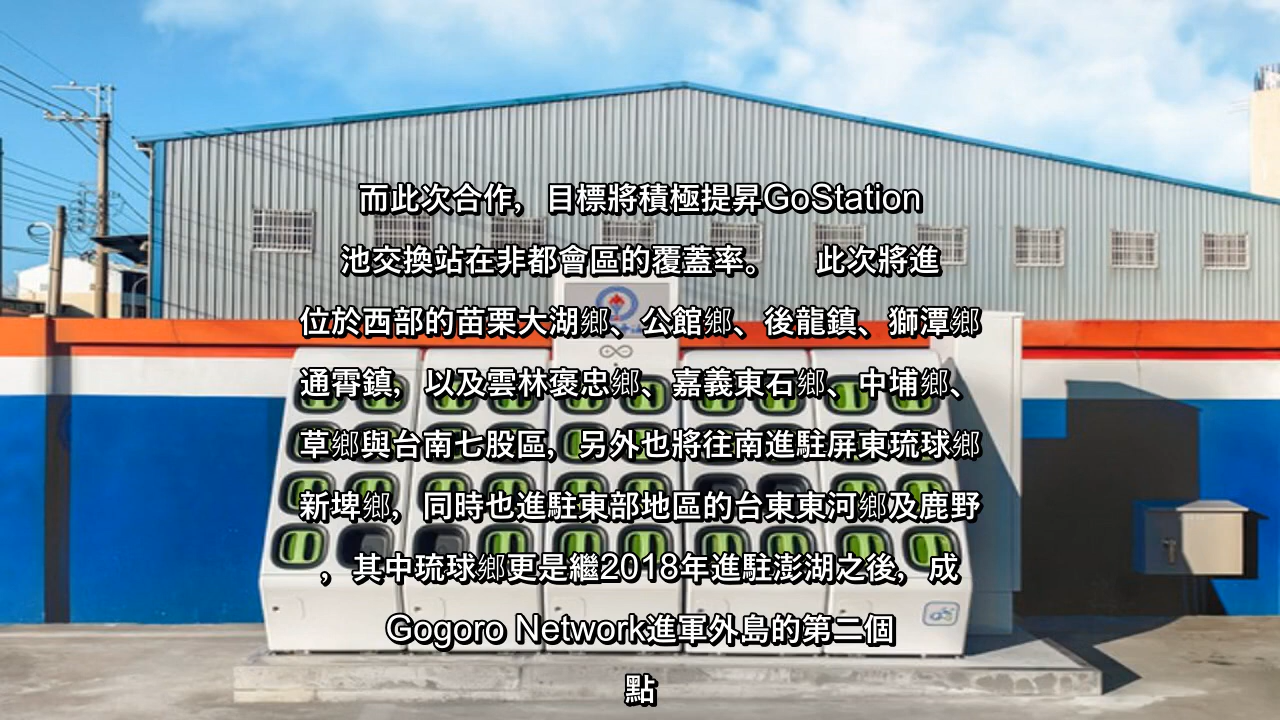 而此次合作，目標將積極提昇GoStation
池交換站在非都會區的覆蓋率。　此次將進
位於西部的苗栗大湖鄉、公館鄉、後龍鎮、獅潭鄉
通霄鎮，以及雲林褒忠鄉、嘉義東石鄉、中埔鄉、
草鄉與台南七股區，另外也將往南進駐屏東琉球鄉
新埤鄉，同時也進駐東部地區的台東東河鄉及鹿野
，其中琉球鄉更是繼2018年進駐澎湖之後，成
Gogoro Network進軍外島的第二個
點